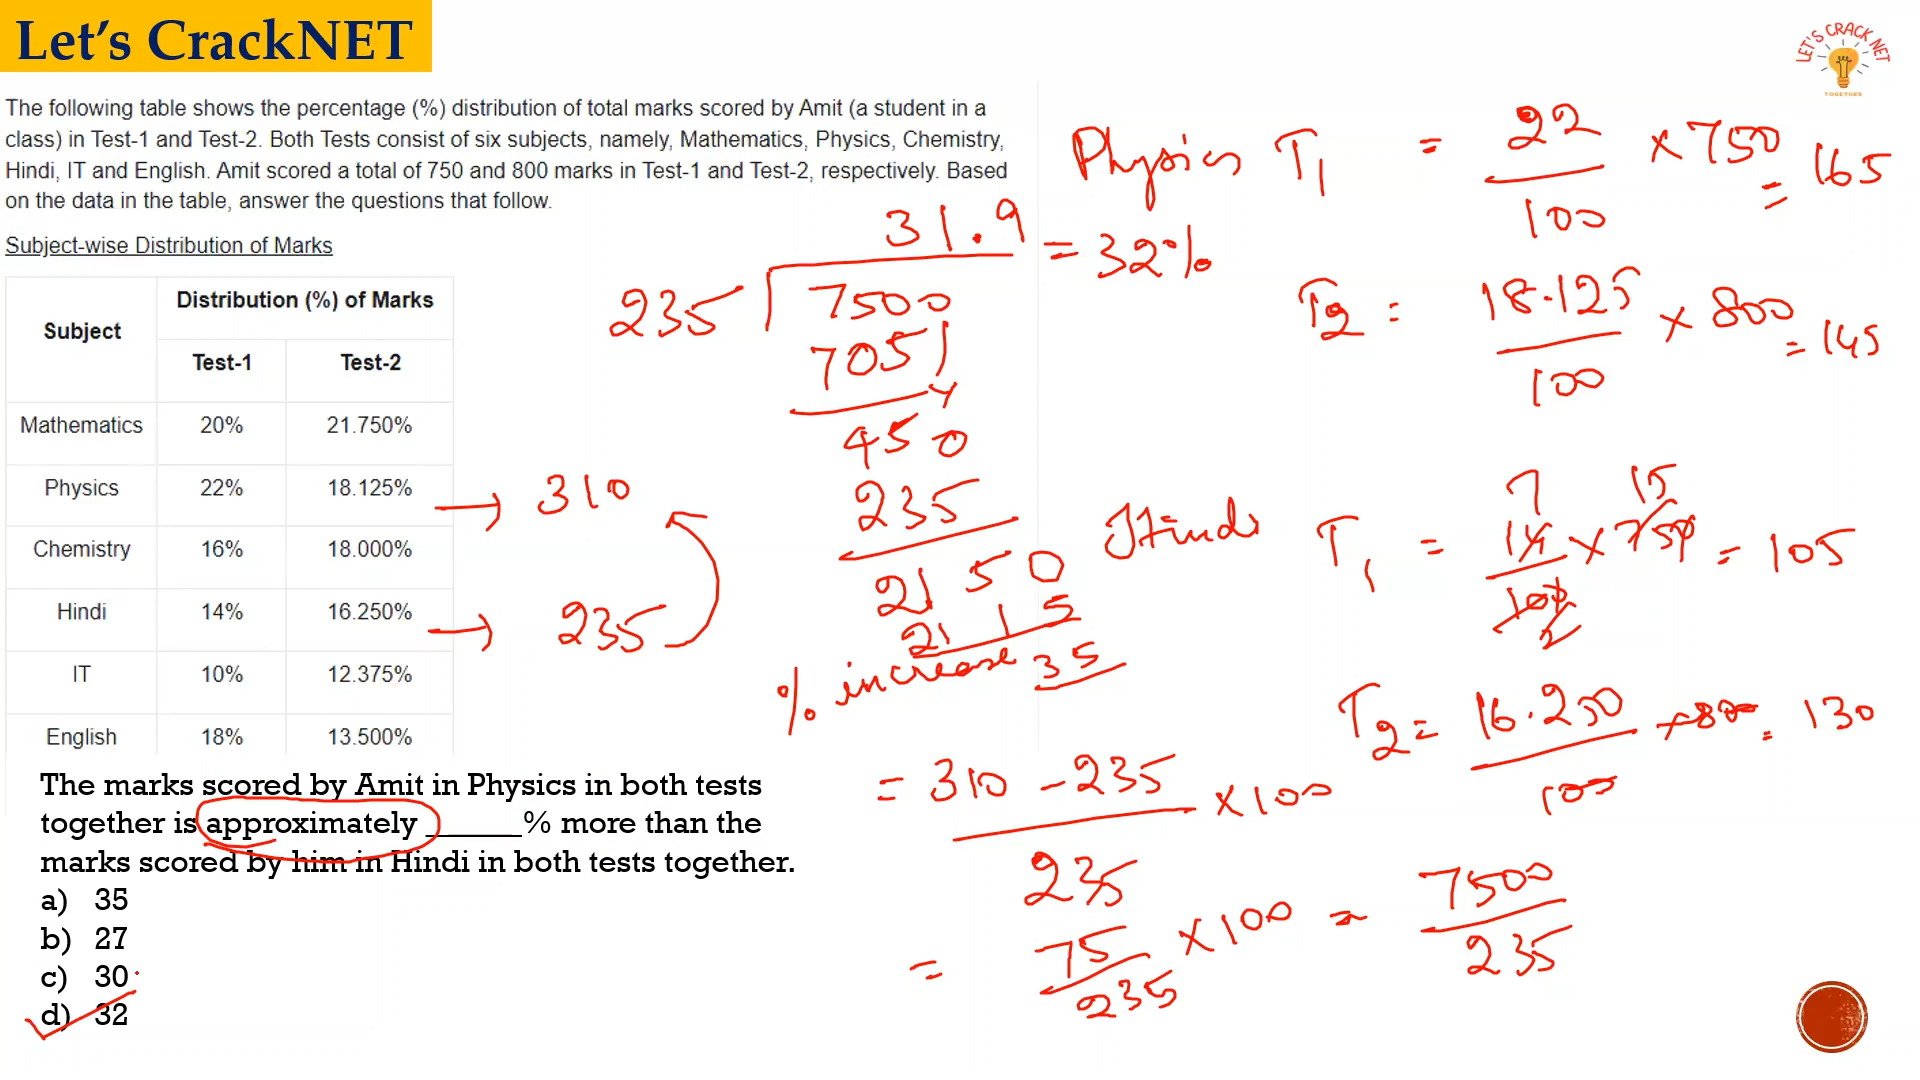 Let's CrackNET
LET'S CRACK NET
TOGETHER
The following table shows the percentage (%) distribution of total marks scored by Amit (a student in a
class) in Test-1 and Test-2. Both Tests consist of six subjects, namely, Mathematics, Physics, Chemistry,
Hindi, IT and English. Amit scored a total of 750 and 800 marks in Test-1 and Test-2, respectively. Based
on the data in the table, answer the questions that follow.
Subject-wise Distribution of Marks
Subject Distribution (%) of Marks
Test-1 Test-2
Mathematics 20% 21.750%
Physics 22% 18.125% → 310
Chemistry 16% 18.000%
Hindi 14% 16.250% → 235
IT 10% 12.375%
English 18% 13.500%
The marks scored by Amit in Physics in both tests
together is approximately ______% more than the
marks scored by him in Hindi in both tests together.
a) 35
b) 27
c) 30
d) 32
31.9 = 32%
235 7500
705
450
235
2150
2115
35
% increase
= 310 - 235 × 100
235
= 75 × 100 = 7500
235 235
Physics T1 = 22 × 750 = 165
100
T2 = 18.125 × 800 = 145
100
7 15
Hindi T1 = 14 × 750 = 105
100
2
T2 = 16.250 × 800 = 130
100